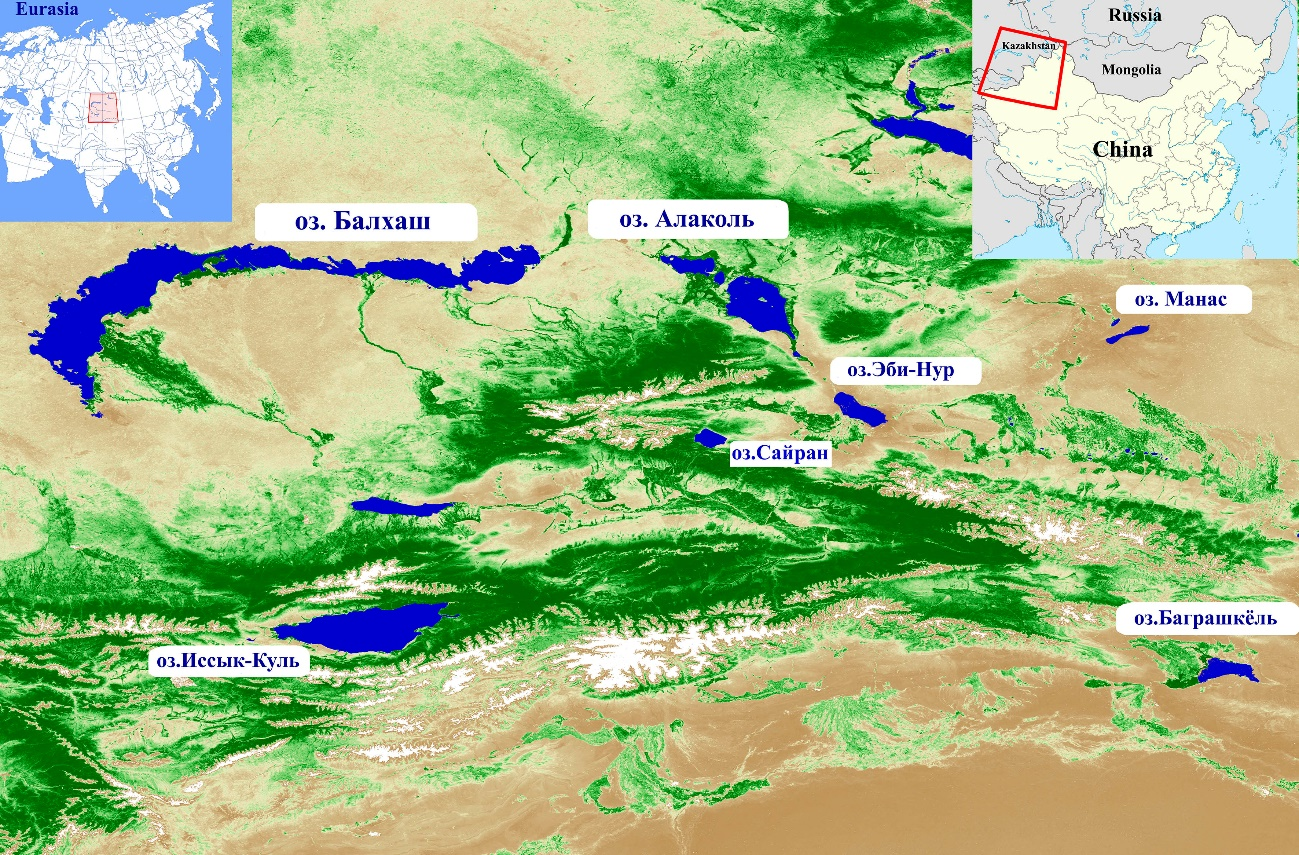 Eurasia
Russia
Kazakhstan
Mongolia
China
оз. Балхаш
оз. Алаколь
оз. Манас
оз.Эби-Нур
оз.Сайран
оз.Баграшкёль
оз.Иссык-Куль